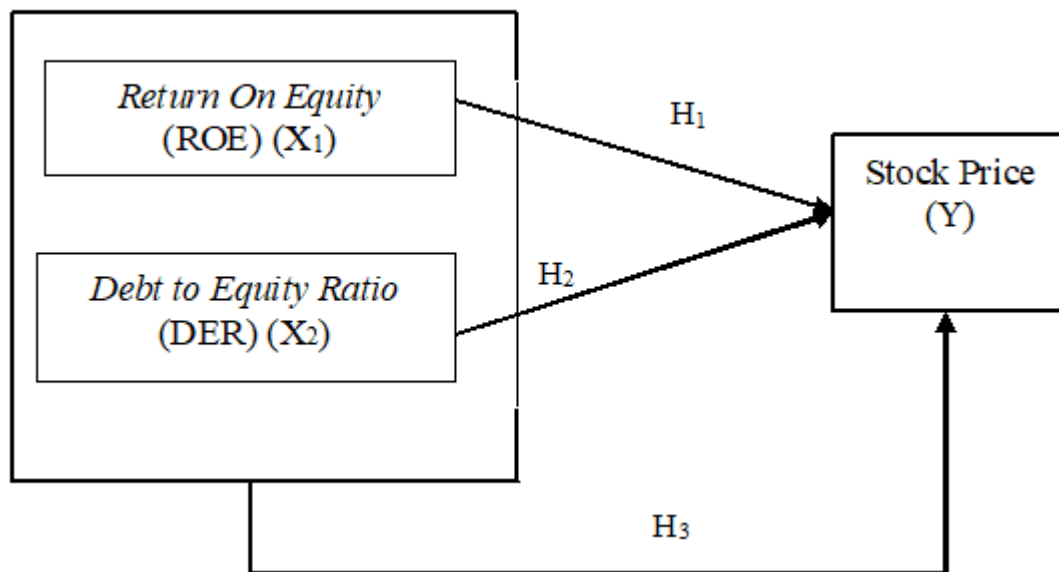 Return On Equity
(ROE) (X₁)
H₁
Stock Price
(Y)
H₂
Debt to Equity Ratio
(DER) (X₂)
H₃